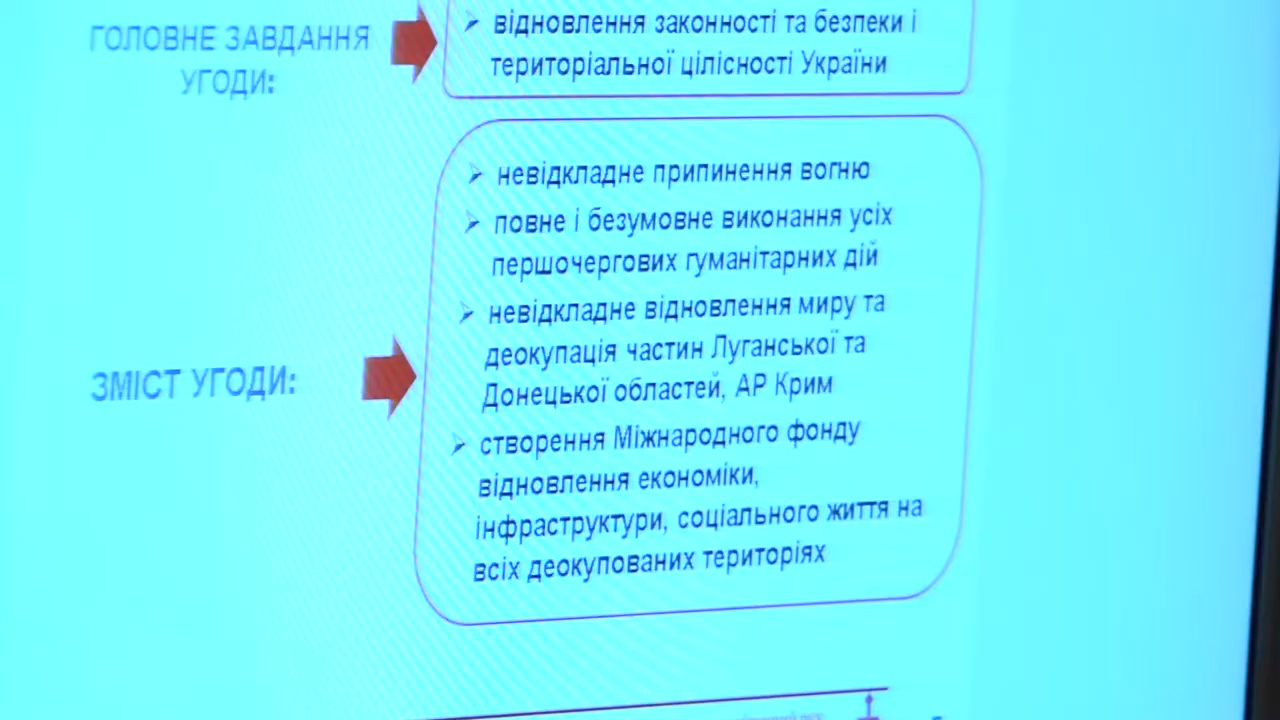 ГОЛОВНЕ ЗАВДАННЯ
УГОДИ:
➢ відновлення законності та безпеки і
територіальної цілісності України
ЗМІСТ УГОДИ:
➢ невідкладне припинення вогню
➢ повне і безумовне виконання усіх
першочергових гуманітарних дій
➢ невідкладне відновлення миру та
деокупація частин Луганської та
Донецької областей, АР Крим
➢ створення Міжнародного фонду
відновлення економіки,
інфраструктури, соціального життя на
всіх деокупованих територіях